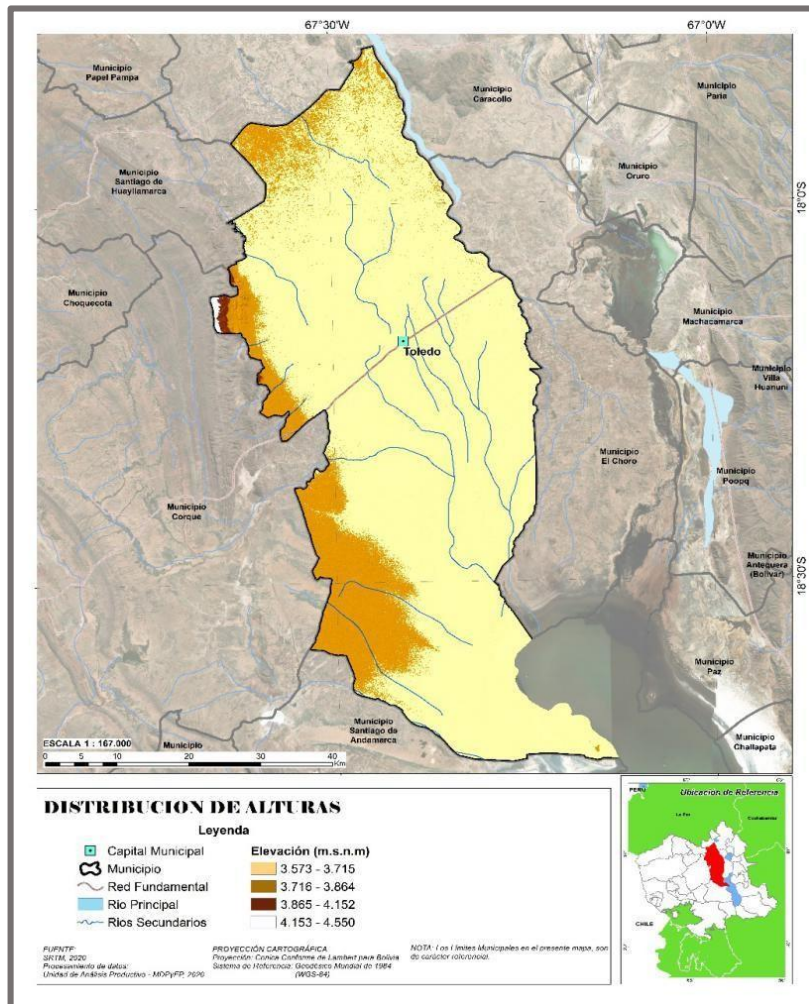 67°30'W
67°0'W
Municipio
Papel Pampa
Municipio
Caracollo
Municipio
Paria
Municipio
Santiago de
Huayllamarca
Municipio
Oruro
18°0'S
Municipio
Choquecota
Municipio
Machacamarca
Toledo
Municipio
Villa
Huanuni
Municipio
El Choro
Municipio
Poopq
Municipio
Corque
Municipio
Antequera
(Bolivar)
18°30'S
Municipio
Paz
Municipio
Santiago de
Andamarca
Municipio
Challapata
Municipio
ESCALA 1 : 167.000
0 5 10 20 30 40
Km
DISTRIBUCION DE ALTURAS
Leyenda
Capital Municipal
Municipio
Red Fundamental
Rio Principal
Rios Secundarios
Elevación (m.s.n.m)
3.573 - 3.715
3.716 - 3.864
3.865 - 4.152
4.153 - 4.550
FUENTE
SRTM, 2020
Procesamiento de datos:
Unidad de Análisis Productivo - MDPyEP, 2020
PROYECCIÓN CARTOGRÁFICA
Proyección: Conica Conforme de Lambert para Bolivia
Sistema de Referencia: Geodésico Mundial de 1984
(WGS-84)
NOTA: Los Límites Municipales en el presente mapa, son
de carácter referencial.
Ubicacion de Referencia
PERU
La Paz
Cochabamba
CHILE